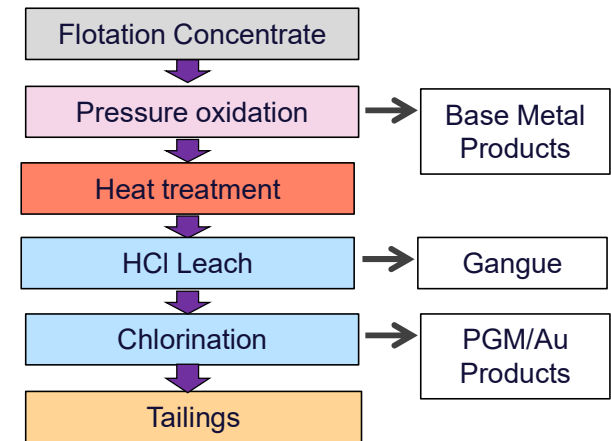 Flotation Concentrate
Pressure oxidation
Base Metal
Products
Heat treatment
HCl Leach
Gangue
Chlorination
PGM/Au
Products
Tailings